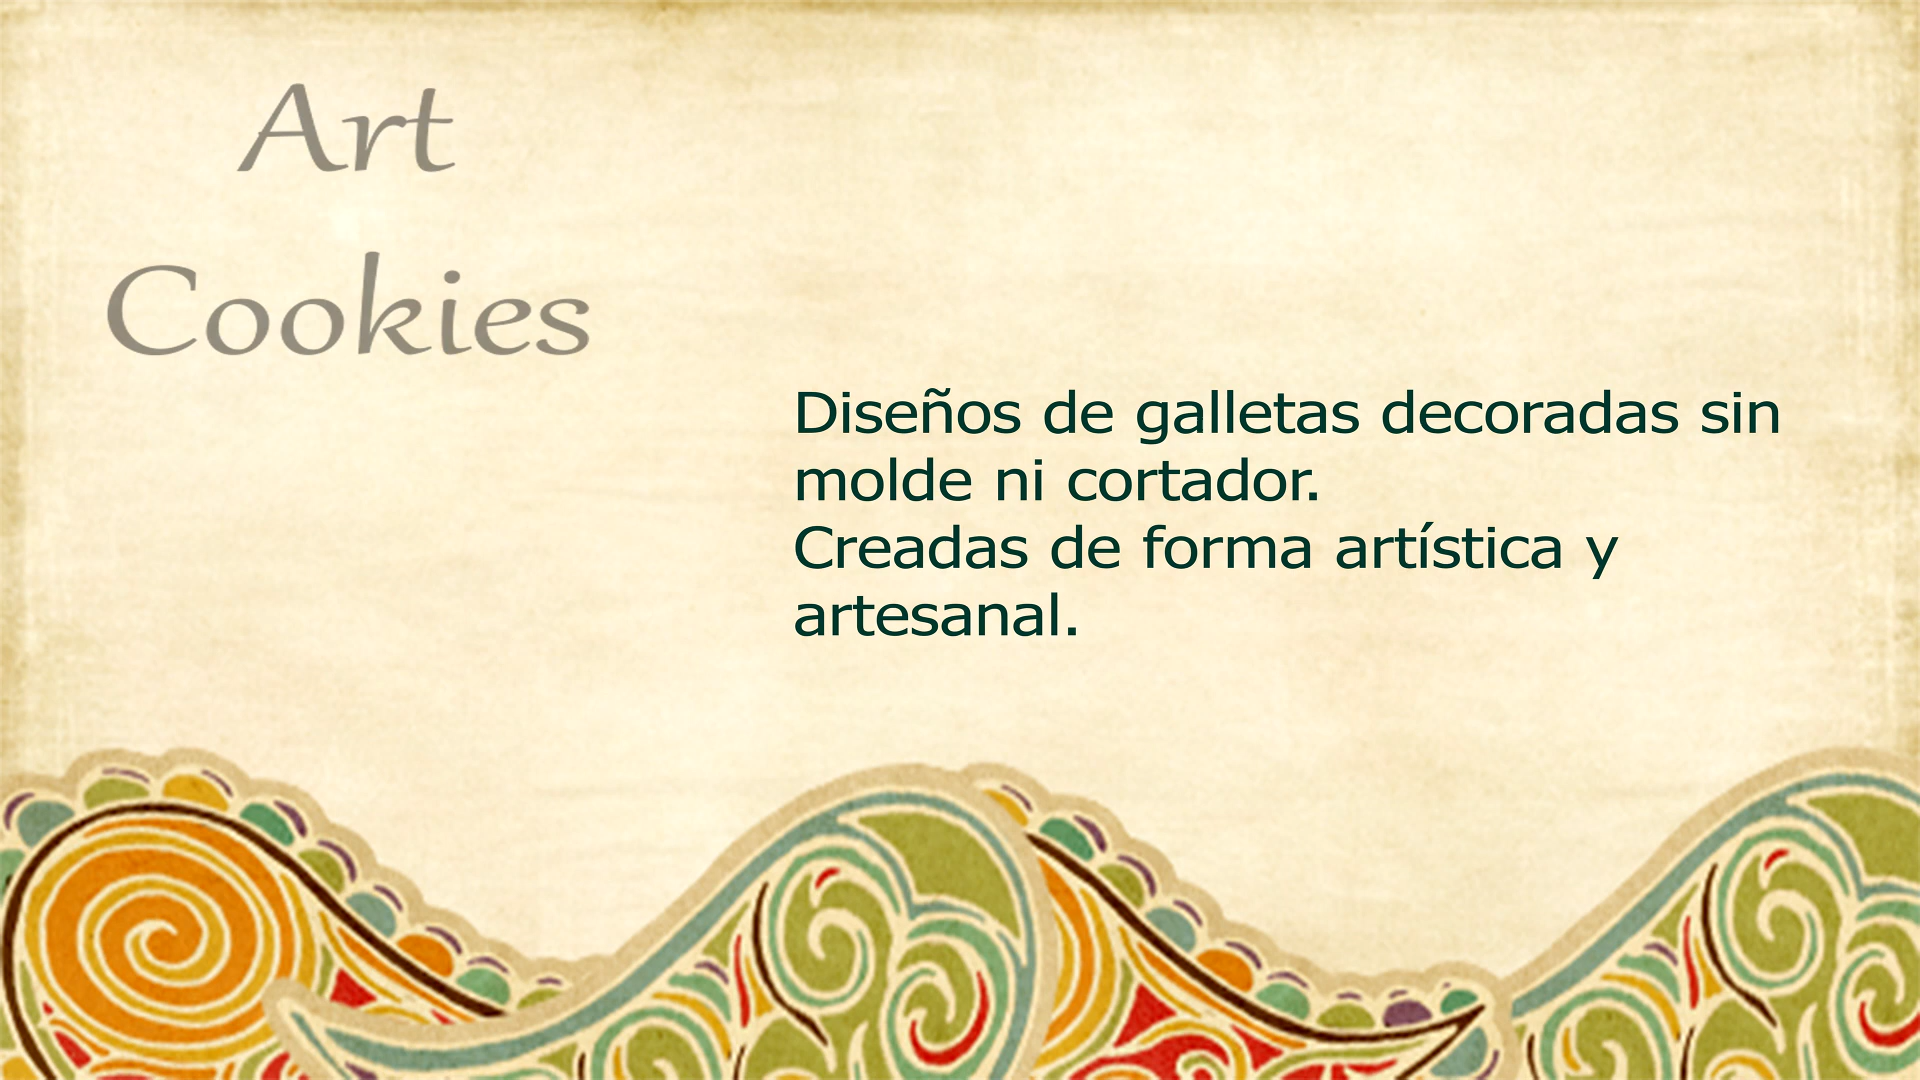 Art
Cookies
Diseños de galletas decoradas sin
molde ni cortador.
Creadas de forma artística y
artesanal.